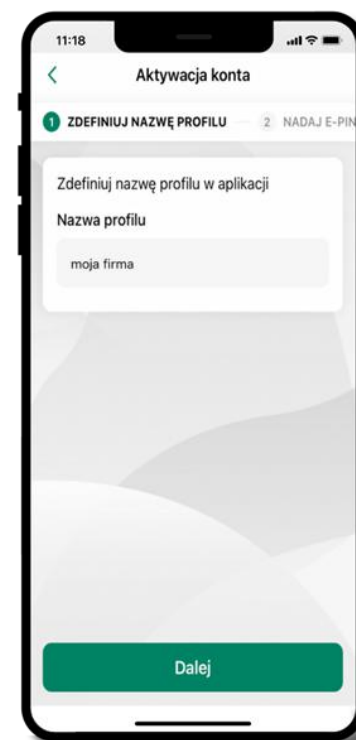 11:18
Aktywacja konta
1 ZDEFINIUJ NAZWĘ PROFILU 2 NADAJ E-PIN
Zdefiniuj nazwę profilu w aplikacji
Nazwa profilu
moja firma
Dalej